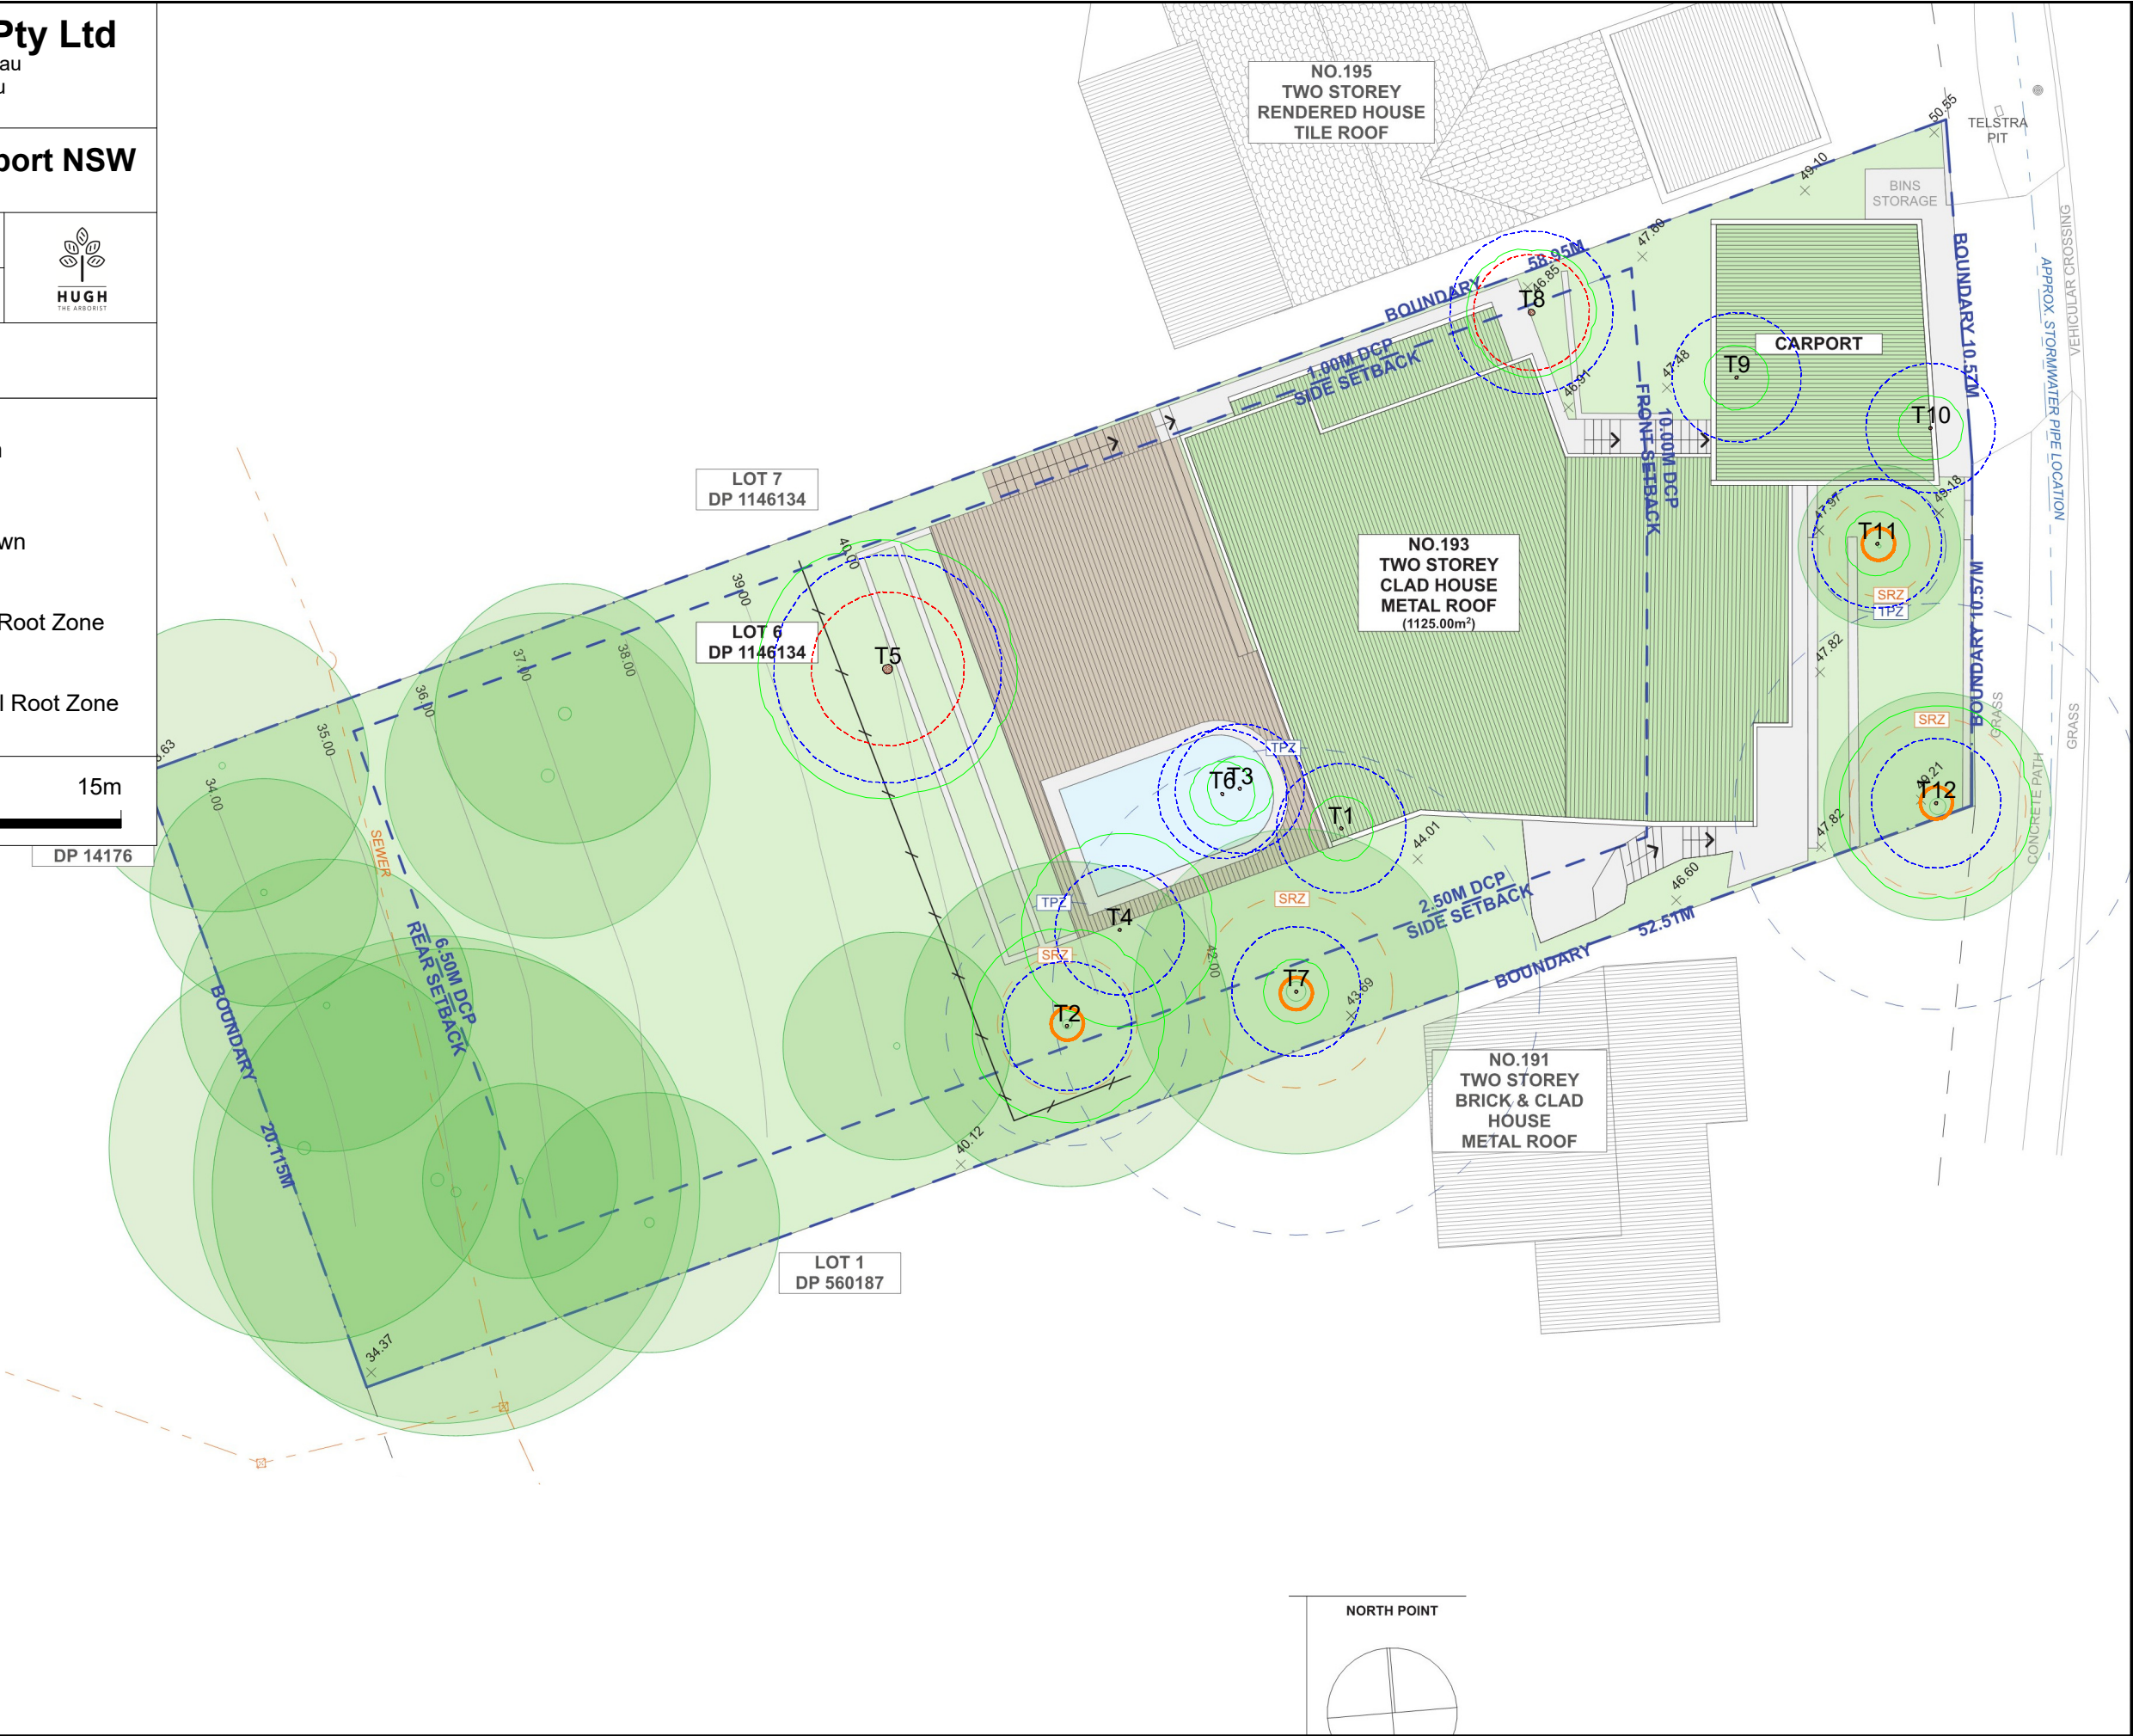 Pty Ltd
au
u
port NSW
HUGH
THE ARBORIST
wn
Root Zone
l Root Zone
15m
DP 14176
NO.195
TWO STOREY
RENDERED HOUSE
TILE ROOF
TELSTRA
PIT
BINS
STORAGE
50.55
49.10
47.60
BOUNDARY
58.95M
46.85
T8
1.00M DCP
SIDE SETBACK
46.91
47.48
T9
CARPORT
T10
BOUNDARY 10.57M
APPROX. STORMWATER PIPE LOCATION
VEHICULAR CROSSING
10.00M DCP
FRONT SETBACK
49.18
47.97
T11
SRZ
TPZ
LOT 7
DP 1146134
NO.193
TWO STOREY
CLAD HOUSE
METAL ROOF
(1125.00m²)
40.00
39.00
LOT 6
DP 1146134
T5
38.00
37.00
36.00
35.00
34.00
SEWER
47.82
BOUNDARY 10.57M
GRASS
GRASS
SRZ
TPZ
T6
T3
T1
44.01
49.21
T12
47.82
CONCRETE PATH
46.60
2.50M DCP
SIDE SETBACK
52.51M
BOUNDARY
TPZ
T4
SRZ
SRZ
42.00
T7
43.69
T2
6.50M DCP
REAR SETBACK
BOUNDARY
20.115M
40.12
NO.191
TWO STOREY
BRICK & CLAD
HOUSE
METAL ROOF
LOT 1
DP 560187
34.37
NORTH POINT